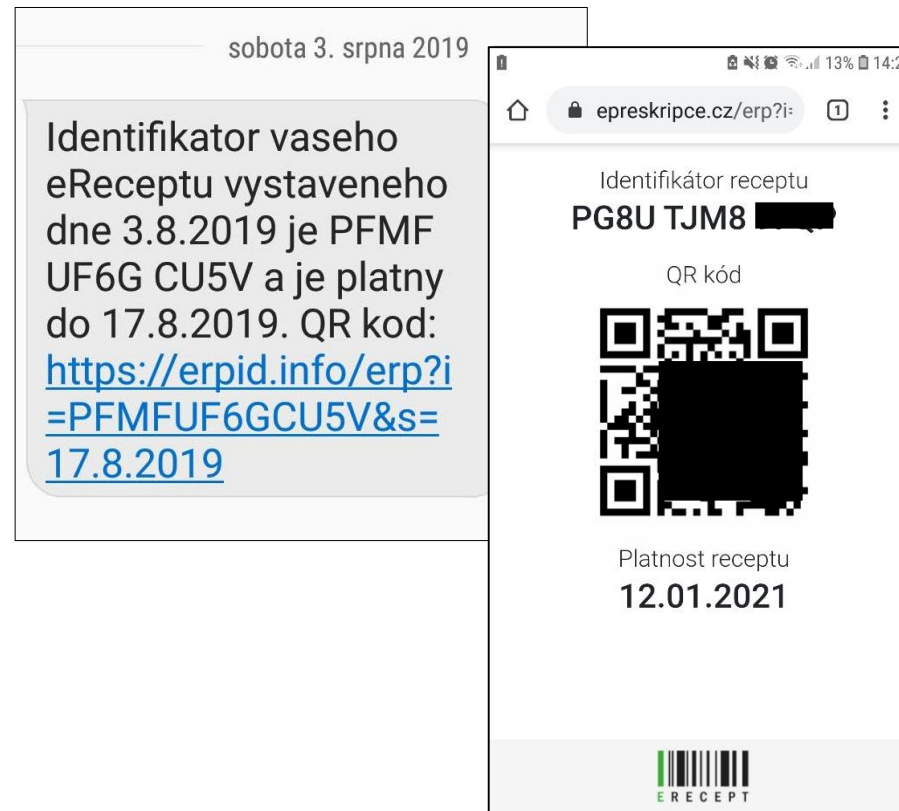 sobota 3. srpna 2019
Identifikator vaseho
eReceptu vystaveneho
dne 3.8.2019 je PFMF
UF6G CU5V a je platny
do 17.8.2019. QR kod:
https://erpid.info/erp?i
=PFMFUF6GCU5V&s=
17.8.2019
13% 14:2
epreskripce.cz/erp?i=
1
Identifikátor receptu
PG8U TJM8
QR kód
Platnost receptu
12.01.2021
ERECEPT